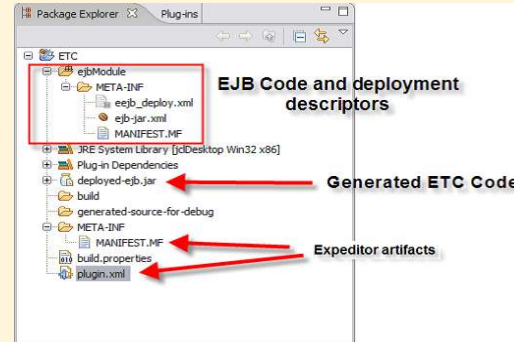 Package Explorer
Plug-ins
ETC
ejbModule
META-INF
eejb_deploy.xml
ejb-jar.xml
MANIFEST.MF
EJB Code and deployment
descriptors
JRE System Library [jclDesktop Win32 x86]
Plug-in Dependencies
deployed-ejb.jar
Generated ETC Code
build
generated-source-for-debug
META-INF
MANIFEST.MF
Expeditor artifacts
build.properties
plugin.xml